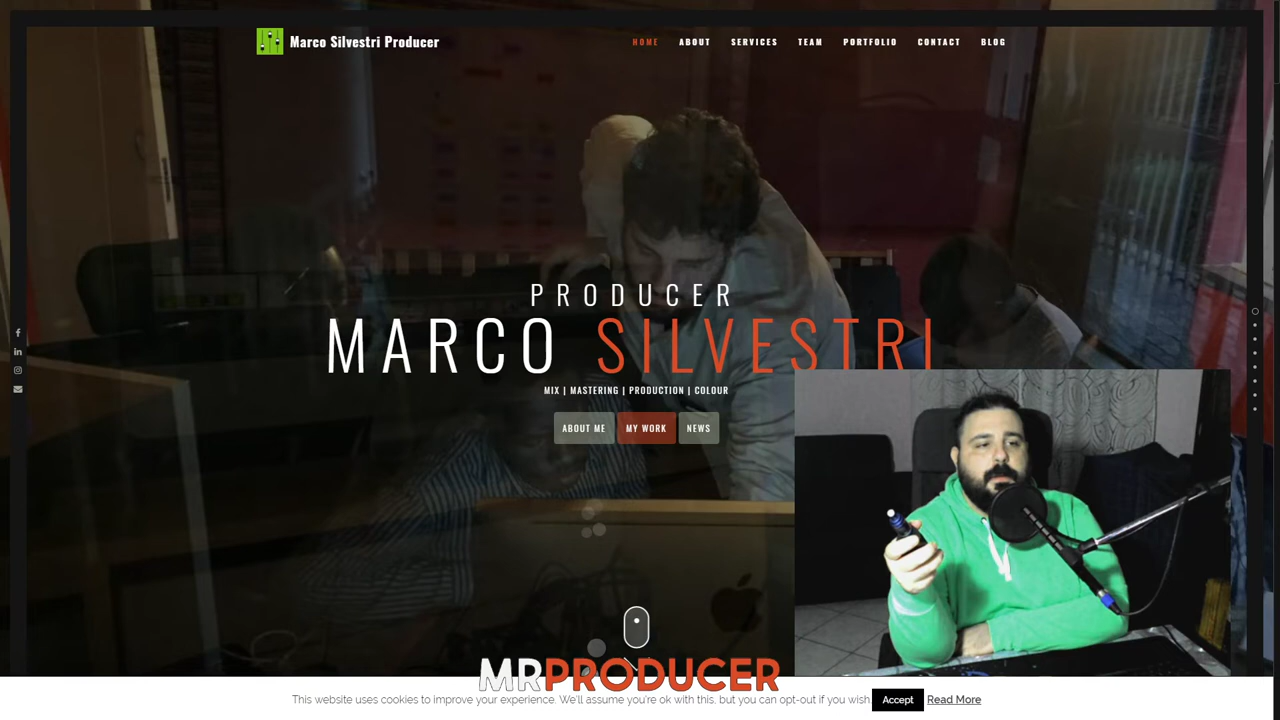 Marco Silvestri Producer
HOME ABOUT SERVICES TEAM PORTFOLIO CONTACT BLOG
PRODUCER
MARCO SILVESTRI
MIX | MASTERING | PRODUCTION | COLOUR
ABOUT ME MY WORK NEWS
MRPRODUCER
This website uses cookies to improve your experience. We'll assume you're ok with this, but you can opt-out if you wish. Accept Read More